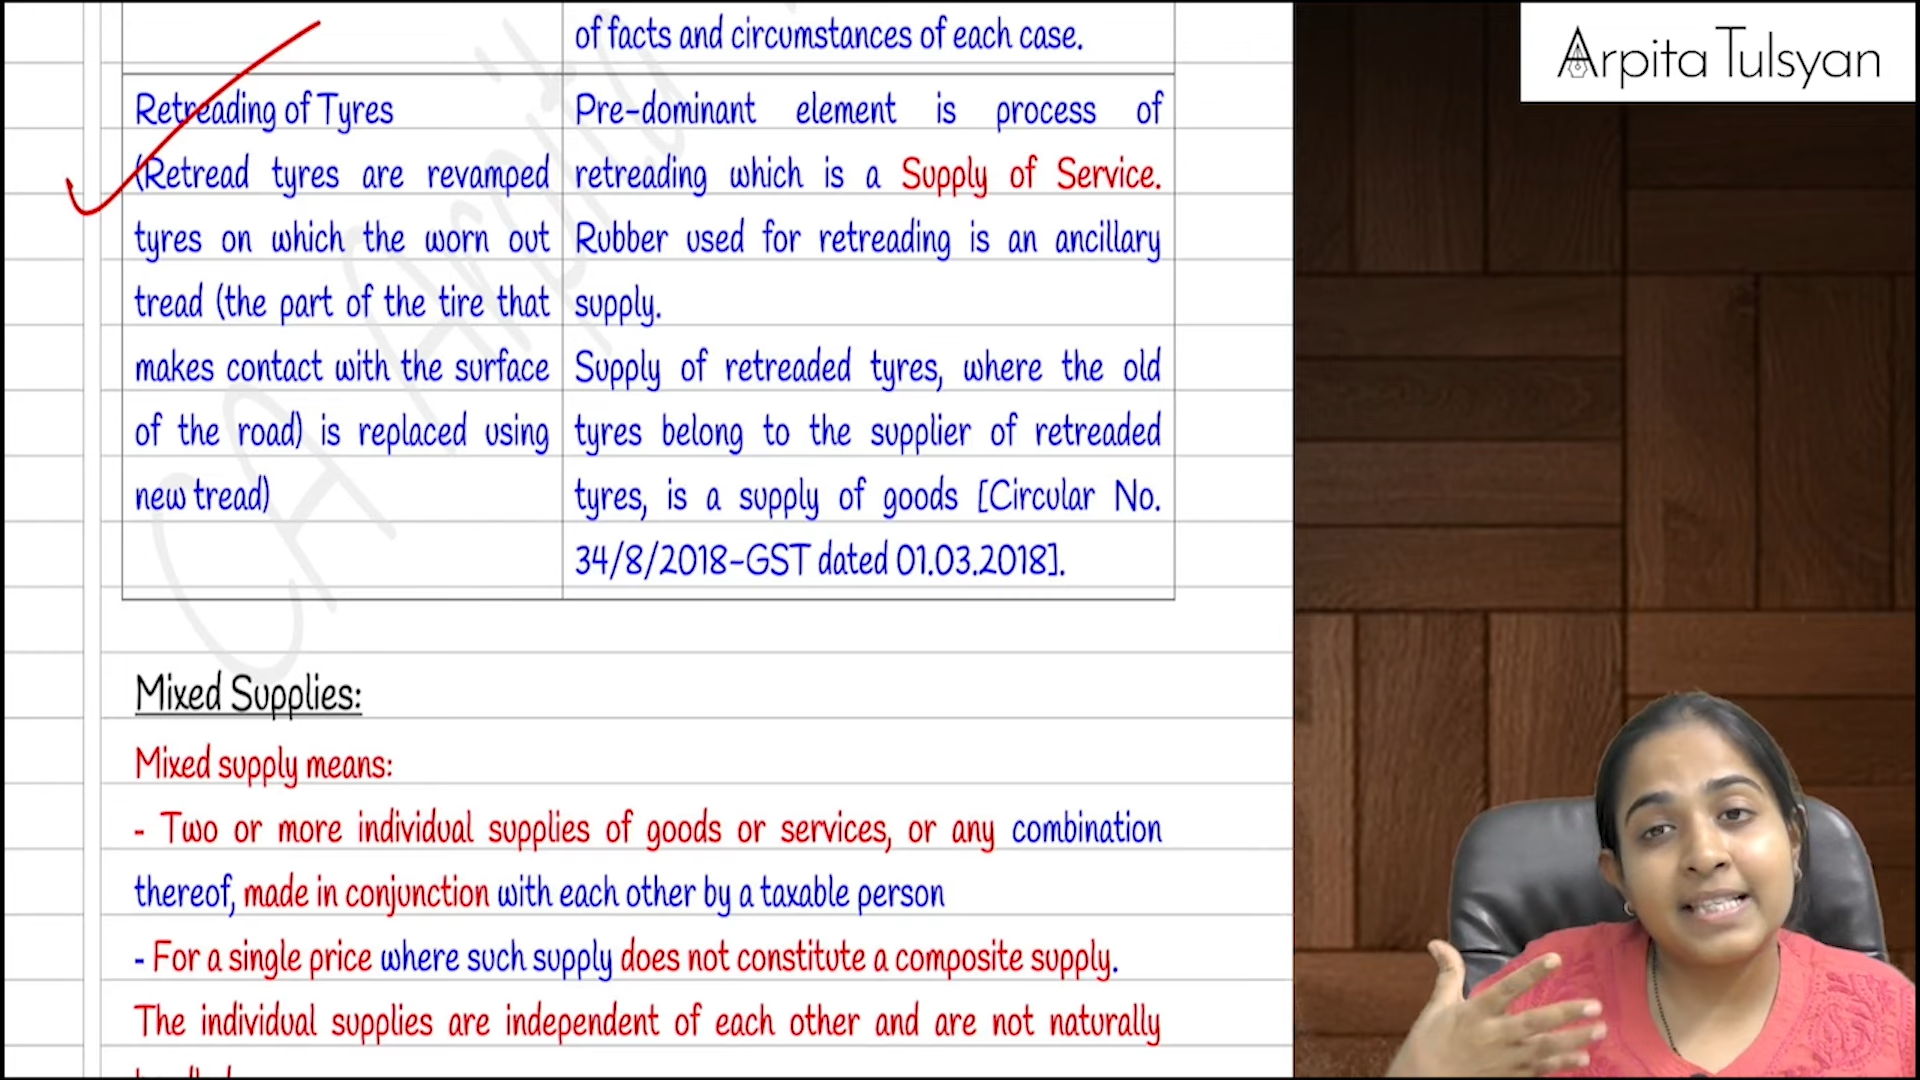 Arpita Tulsyan
of facts and circumstances of each case.
Retreading of Tyres
(Retread tyres are revamped
tyres on which the worn out
tread (the part of the tire that
makes contact with the surface
of the road) is replaced using
new tread)
Pre-dominant element is process of
retreading which is a Supply of Service.
Rubber used for retreading is an ancillary
supply.
Supply of retreaded tyres, where the old
tyres belong to the supplier of retreaded
tyres, is a supply of goods [Circular No.
34/8/2018-GST dated 01.03.2018].
Mixed Supplies:
Mixed supply means:
- Two or more individual supplies of goods or services, or any combination
thereof, made in conjunction with each other by a taxable person
- For a single price where such supply does not constitute a composite supply.
The individual supplies are independent of each other and are not naturally
CA Arpita